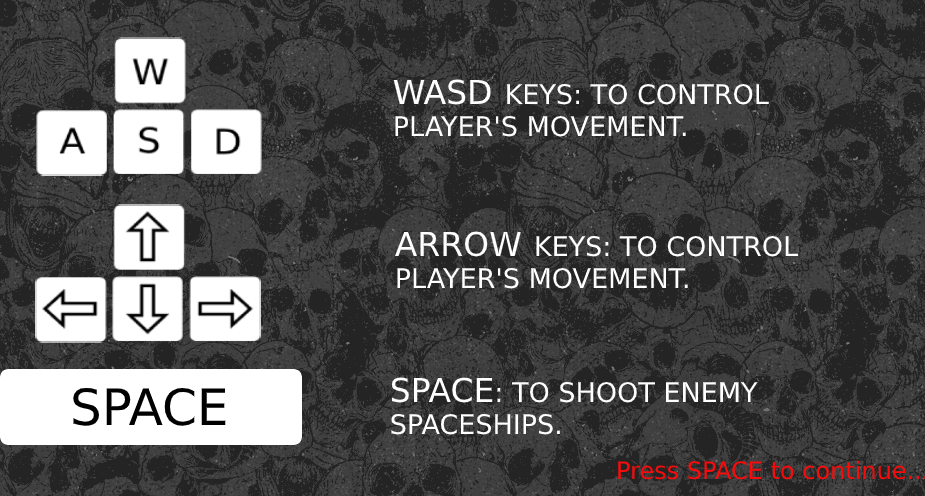 W
A S D
WASD KEYS: TO CONTROL
PLAYER'S MOVEMENT.
ARROW KEYS: TO CONTROL
PLAYER'S MOVEMENT.
SPACE
SPACE: TO SHOOT ENEMY
SPACESHIPS.
Press SPACE to continue...